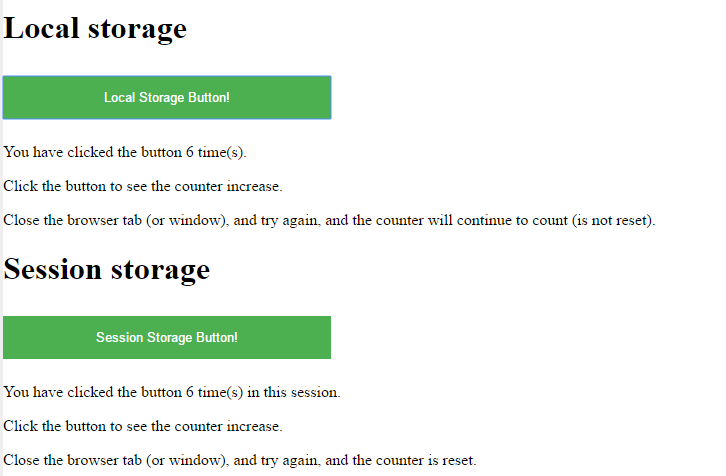 Local storage
Local Storage Button!
You have clicked the button 6 time(s).
Click the button to see the counter increase.
Close the browser tab (or window), and try again, and the counter will continue to count (is not reset).
Session storage
Session Storage Button!
You have clicked the button 6 time(s) in this session.
Click the button to see the counter increase.
Close the browser tab (or window), and try again, and the counter is reset.